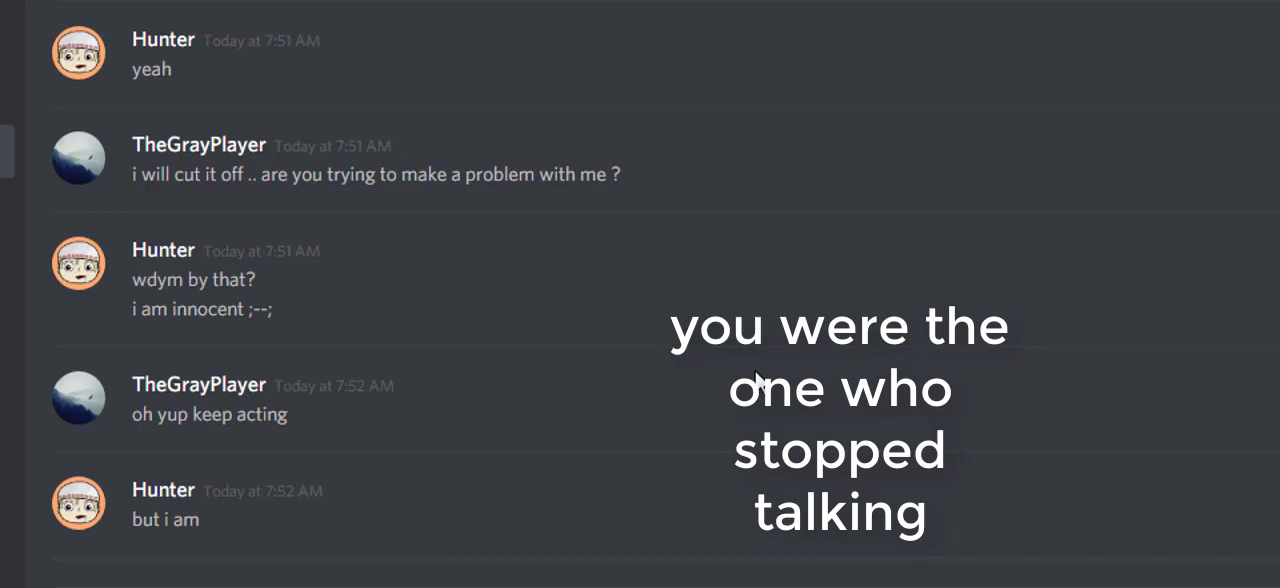 Hunter Today at 7:51 AM
yeah
TheGrayPlayer Today at 7:51 AM
i will cut it off .. are you trying to make a problem with me ?
Hunter Today at 7:51 AM
wdym by that?
i am innocent ;--;
TheGrayPlayer Today at 7:52 AM
oh yup keep acting
Hunter Today at 7:52 AM
but i am
you were the
one who
stopped
talking